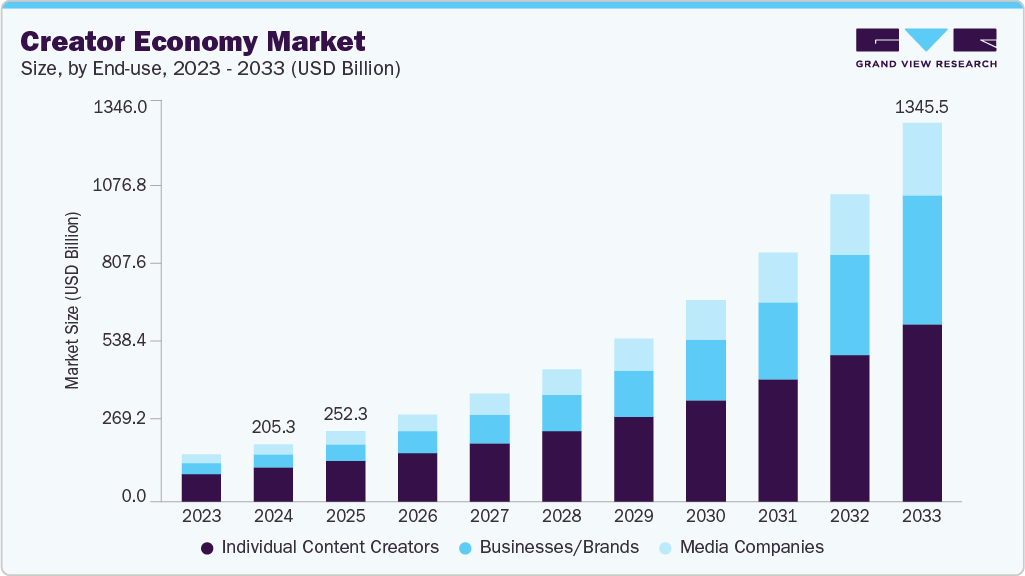 Creator Economy Market
Size, by End-use, 2023 - 2033 (USD Billion)
GRAND VIEW RESEARCH
Market Size (USD Billion)
1346.0
1076.8
807.6
538.4
269.2
0.0
205.3
252.3
1345.5
2023 2024 2025 2026 2027 2028 2029 2030 2031 2032 2033
Individual Content Creators Businesses/Brands Media Companies